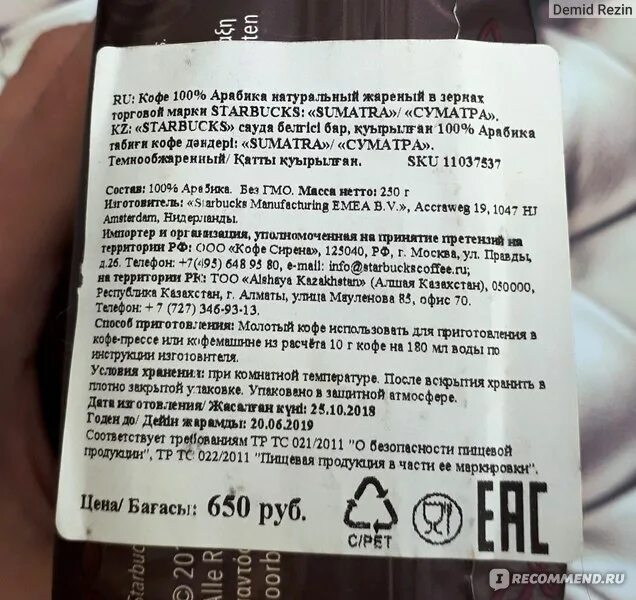 Demid Rezin
RU: Кофе 100% Арабика натуральный жареный в зернах
торговой марки STARBUCKS: «SUMATRA»/ «СУМАТРА».
KZ: «STARBUCKS» сауда белгісі бар, қуырылған 100% Арабика
табиғи кофе дәндері: «SUMATRA»/ «СУМАТРА».
Темнообжаренный/ Қатты қуырылған. SKU 11037537
Состав: 100% Арабика. Без ГМО. Масса нетто: 250 г
Изготовитель: «Starbucks Manufacturing EMEA B.V.», Accraweg 19, 1047 HJ
Amsterdam, Нидерланды.
Импортер и организация, уполномоченная на принятие претензий на
территории РФ: ООО «Кофе Сирена», 125040, РФ, г. Москва, ул. Правды,
д.26. Телефон: +7(495) 648 95 80, e-mail: info@starbuckscoffee.ru;
на территории РК: ТОО «Alshaya Kazakhstan» (Алшая Казахстан), 050000,
Республика Казахстан, г. Алматы, улица Мауленова 85, офис 70.
Телефон: + 7 (727) 346-93-13.
Способ приготовления: Молотый кофе использовать для приготовления в
кофе-прессе или кофемашине из расчёта 10 г кофе на 180 мл воды по
инструкции изготовителя.
Условия хранения: при комнатной температуре. После вскрытия хранить в
плотно закрытой упаковке. Упаковано в защитной атмосфере.
Дата изготовления/ Жасалған күні: 25.10.2018
Годен до/ Дейін жарамды: 20.06.2019
Соответствует требованиям ТР ТС 021/2011 "О безопасности пищевой
продукции", ТР ТС 022/2011 "Пищевая продукция в части ее маркировки".
Цена/ Бағасы: 650 руб.
C/PET
EAC
Starbuc
© 20
Alle R
I RECOMMEND.RU